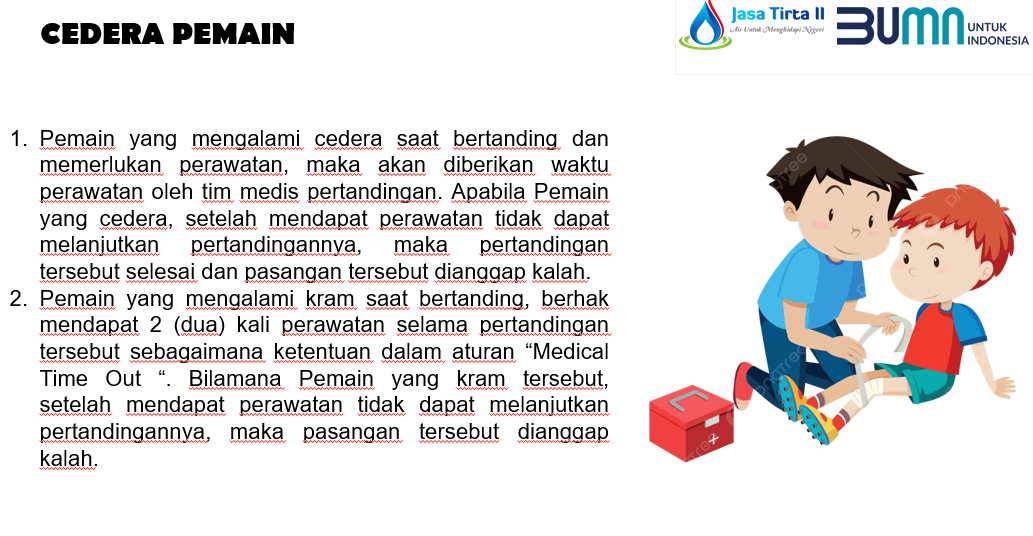 CEDERA PEMAIN
Jasa Tirta II
Air Untuk Menghidupi Negeri
BUMN
UNTUK
INDONESIA
1. Pemain yang mengalami cedera saat bertanding dan
memerlukan perawatan, maka akan diberikan waktu
perawatan oleh tim medis pertandingan. Apabila Pemain
yang cedera, setelah mendapat perawatan tidak dapat
melanjutkan pertandingannya, maka pertandingan
tersebut selesai dan pasangan tersebut dianggap kalah.
2. Pemain yang mengalami kram saat bertanding, berhak
mendapat 2 (dua) kali perawatan selama pertandingan
tersebut sebagaimana ketentuan dalam aturan “Medical
Time Out “. Bilamana Pemain yang kram tersebut,
setelah mendapat perawatan tidak dapat melanjutkan
pertandingannya, maka pasangan tersebut dianggap
kalah.